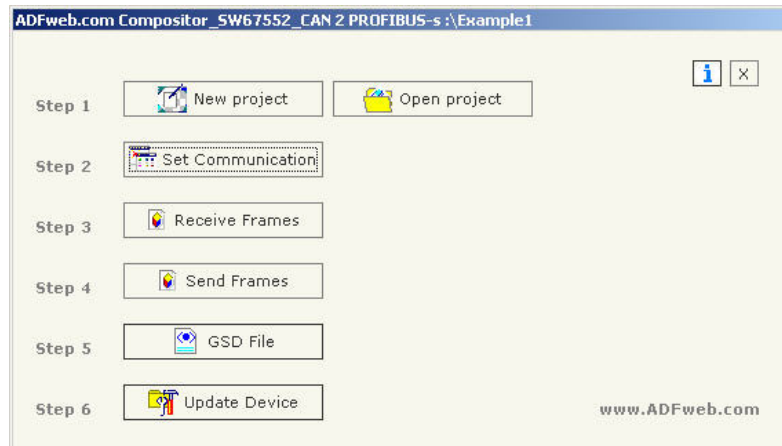 ADFweb.com Compositor_SW67552_CAN 2 PROFIBUS-s :\Example1
i X
Step 1 New project Open project
Step 2 Set Communication
Step 3 Receive Frames
Step 4 Send Frames
Step 5 GSD File
Step 6 Update Device
www.ADFweb.com